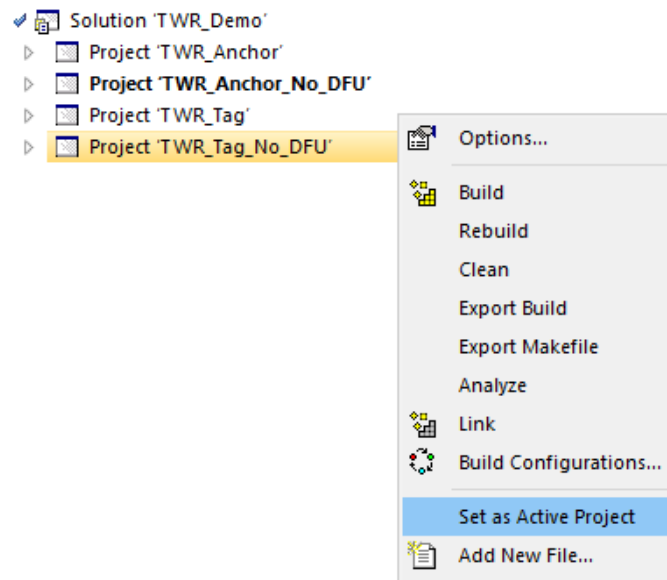 Solution 'TWR_Demo'
Project 'TWR_Anchor'
Project 'TWR_Anchor_No_DFU'
Project 'TWR_Tag'
Project 'TWR_Tag_No_DFU'
Options...
Build
Rebuild
Clean
Export Build
Export Makefile
Analyze
Link
Build Configurations...
Set as Active Project
Add New File...